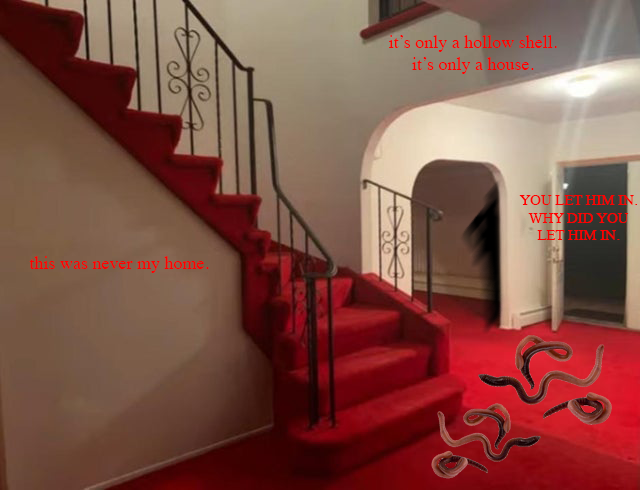 it's only a hollow shell.
it's only a house.
YOU LET HIM IN.
WHY DID YOU
LET HIM IN.
this was never my home.